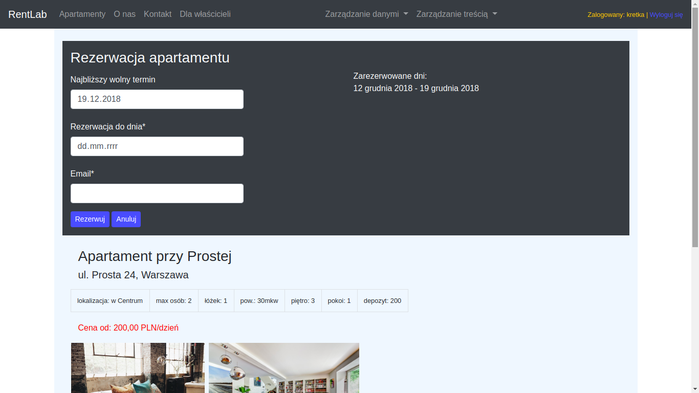 RentLab Apartamenty O nas Kontakt Dla właścicieli Zarządzanie danymi Zarządzanie treścią Zalogowany: kretka | Wyloguj się
Rezerwacja apartamentu
Najbliższy wolny termin
19.12.2018
Rezerwacja do dnia*
dd.mm.rrrr
Email*
Rezerwuj Anuluj
Zarezerwowane dni:
12 grudnia 2018 - 19 grudnia 2018
Apartament przy Prostej
ul. Prosta 24, Warszawa
lokalizacja: w Centrum max osób: 2 łóżek: 1 pow.: 30mkw piętro: 3 pokoi: 1 depozyt: 200
Cena od: 200,00 PLN/dzień